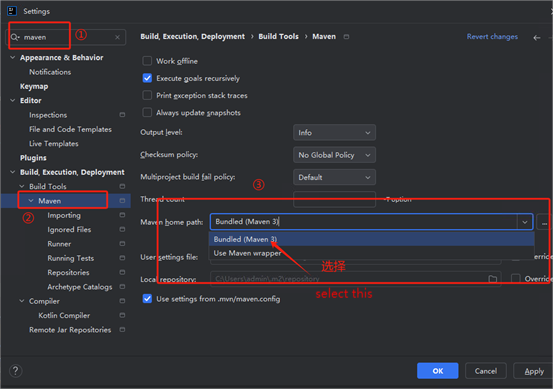 Settings
maven
①
Appearance & Behavior
Notifications
Keymap
Editor
Inspections
File and Code Templates
Live Templates
Plugins
Build, Execution, Deployment
Build Tools
Maven
②
Importing
Ignored Files
Runner
Running Tests
Repositories
Archetype Catalogs
Compiler
Kotlin Compiler
Remote Jar Repositories
Build, Execution, Deployment › Build Tools › Maven
Revert changes
Work offline
Execute goals recursively
Print exception stack traces
Always update snapshots
Output level: Info
Checksum policy: No Global Policy
Multiproject build fail policy: Default
③
Thread count -T option
Maven home path: Bundled (Maven 3) ...
Bundled (Maven 3)
Use Maven wrapper
选择
User settings file: Override
Local repository: C:\Users\admin\.m2\repository Override
select this
Use settings from .mvn/maven.config
? OK Cancel Apply